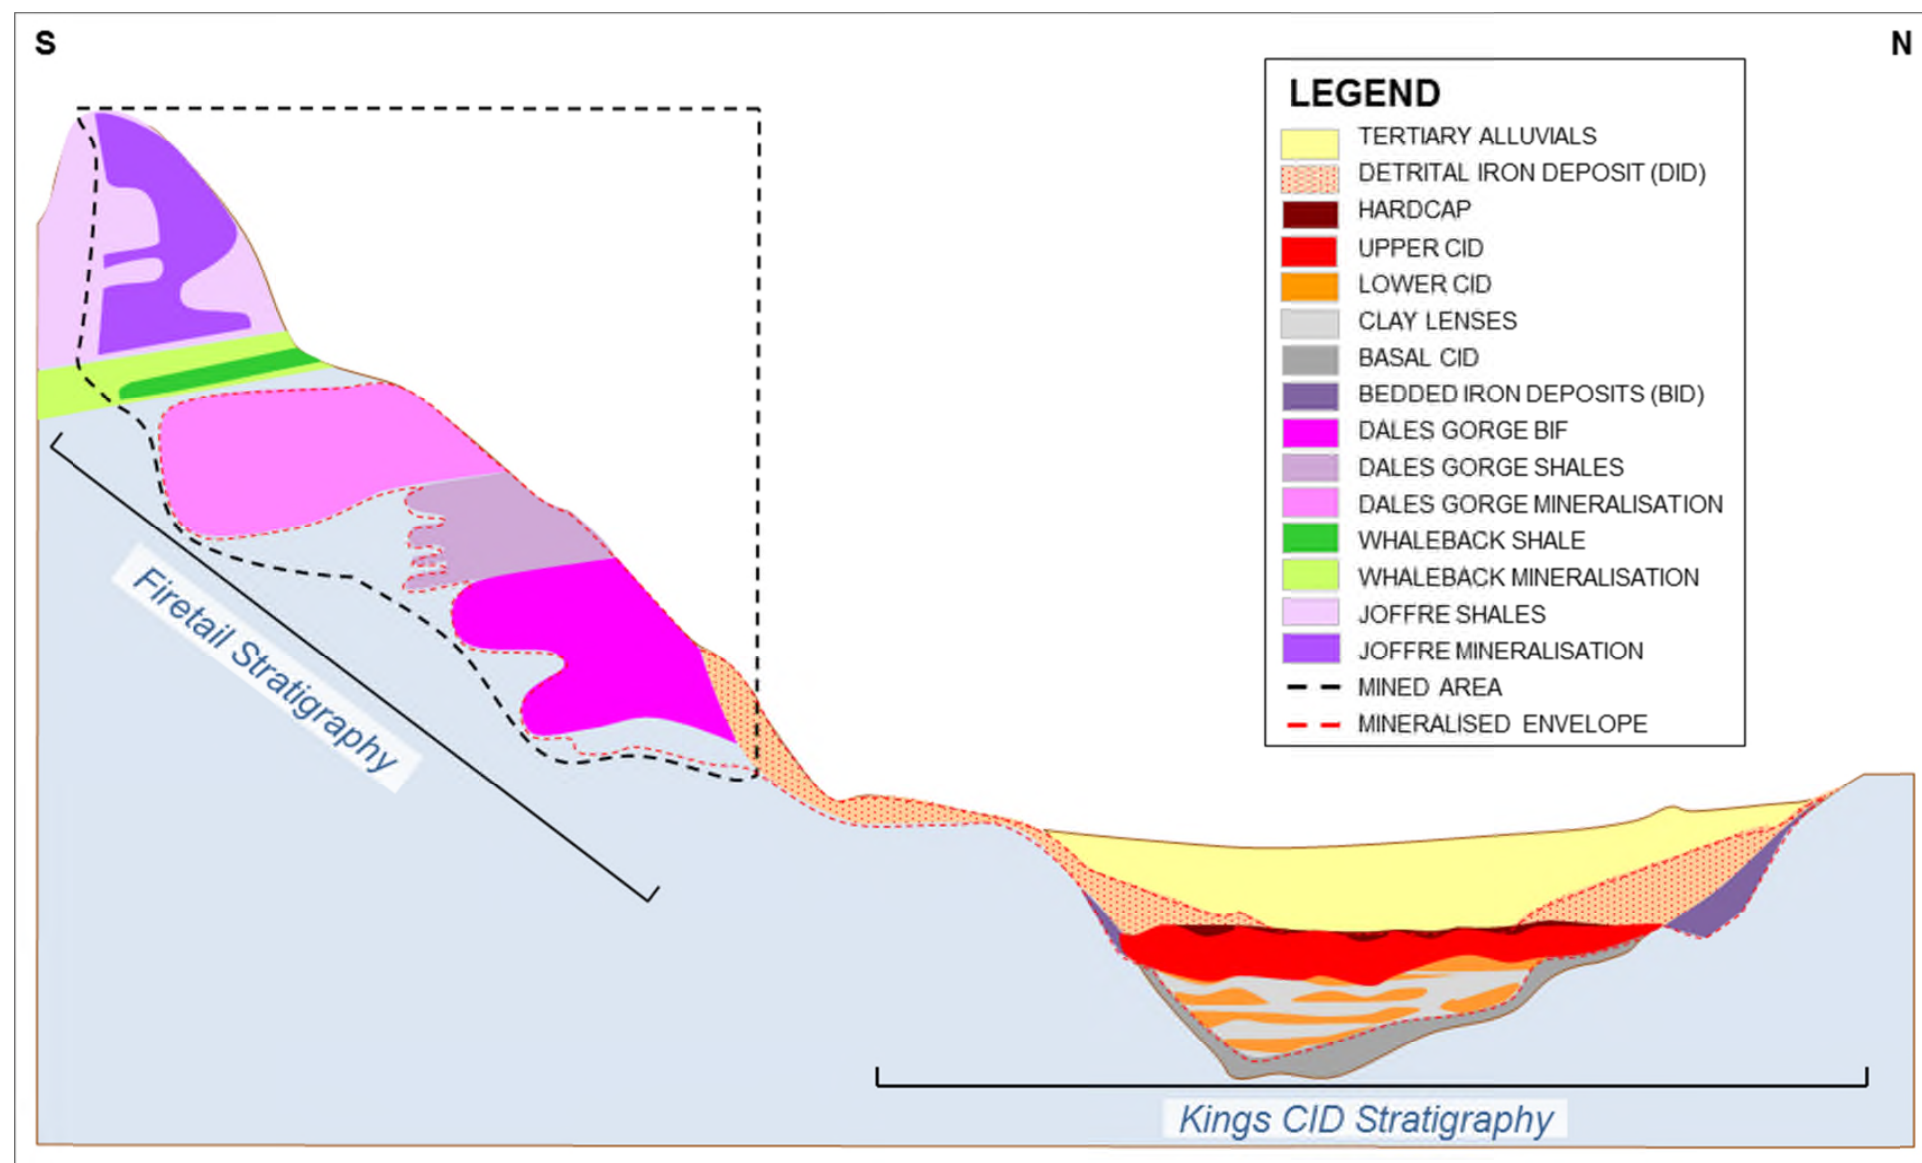 S
N
LEGEND
TERTIARY ALLUVIALS
DETRITAL IRON DEPOSIT (DID)
HARDCAP
UPPER CID
LOWER CID
CLAY LENSES
BASAL CID
BEDDED IRON DEPOSITS (BID)
DALES GORGE BIF
DALES GORGE SHALES
DALES GORGE MINERALISATION
WHALEBACK SHALE
WHALEBACK MINERALISATION
JOFFRE SHALES
JOFFRE MINERALISATION
MINED AREA
MINERALISED ENVELOPE
Firetail Stratigraphy
Kings CID Stratigraphy